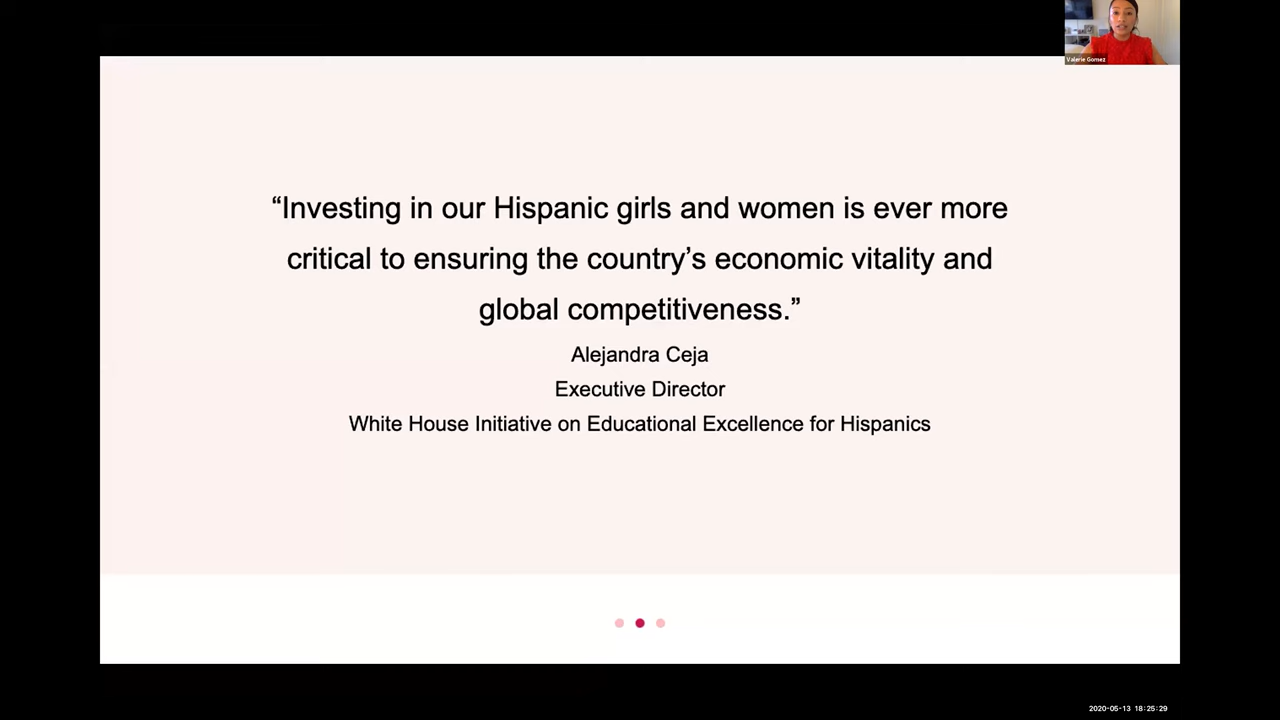 Valerie Gomez
“Investing in our Hispanic girls and women is ever more
critical to ensuring the country’s economic vitality and
global competitiveness.”
Alejandra Ceja
Executive Director
White House Initiative on Educational Excellence for Hispanics
2020-05-13 18:25:29